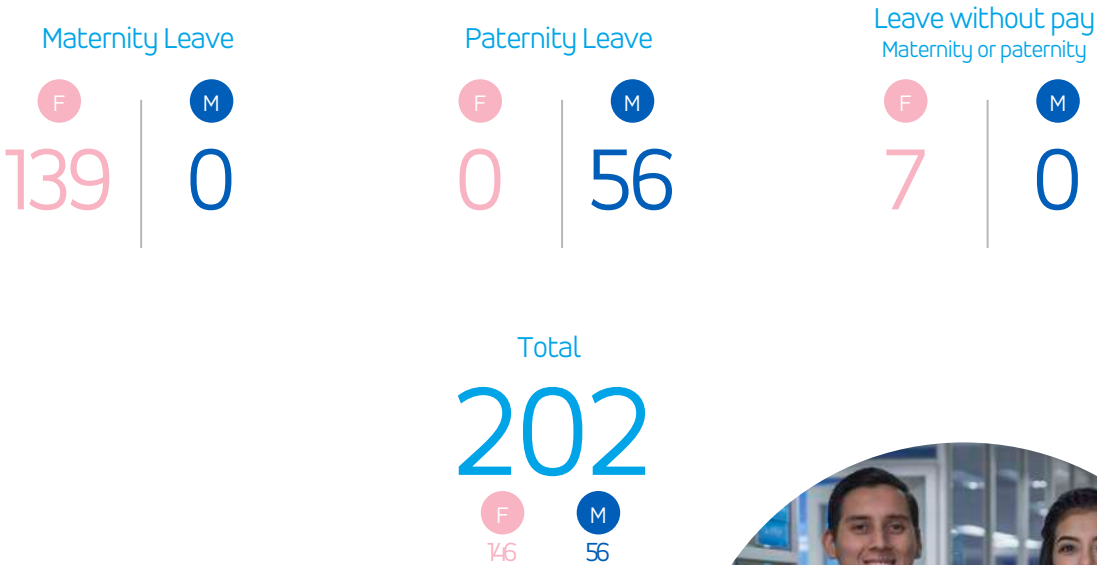 Maternity Leave
F M
139 0
Paternity Leave
F M
0 56
Leave without pay
Maternity or paternity
F M
7 0
Total
202
F M
146 56